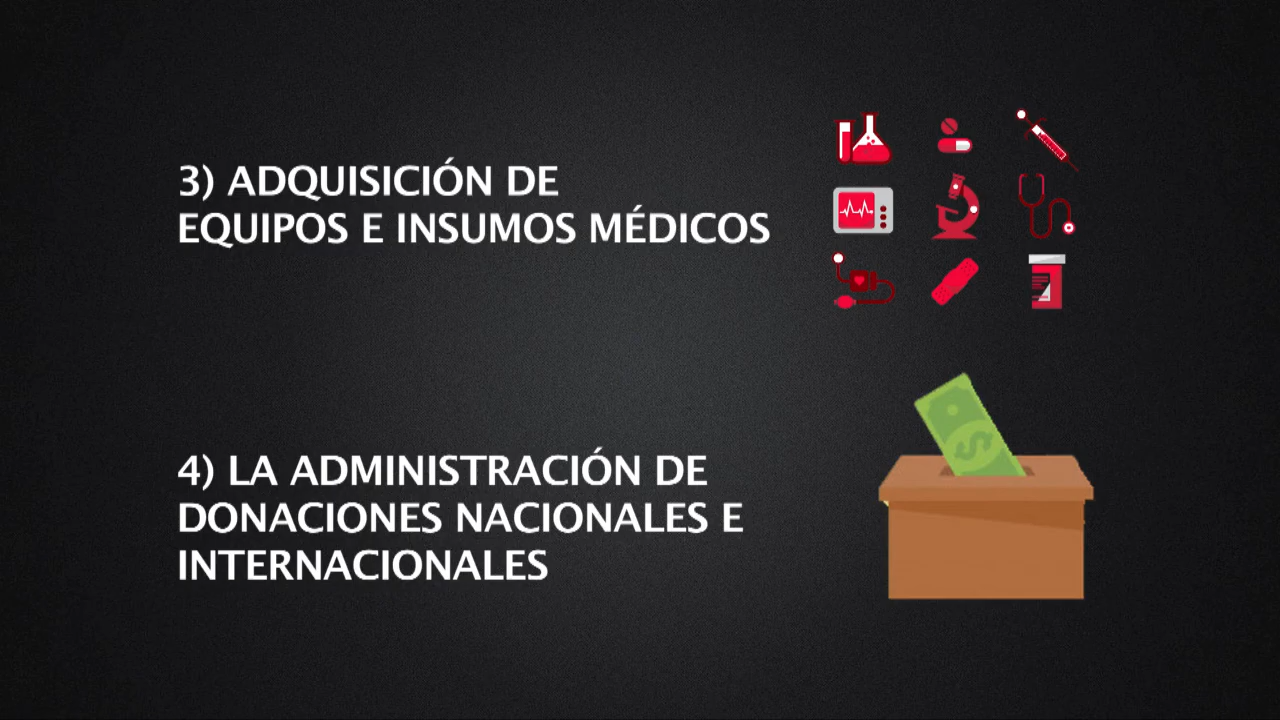 3) ADQUISICIÓN DE
EQUIPOS E INSUMOS MÉDICOS
4) LA ADMINISTRACIÓN DE
DONACIONES NACIONALES E
INTERNACIONALES